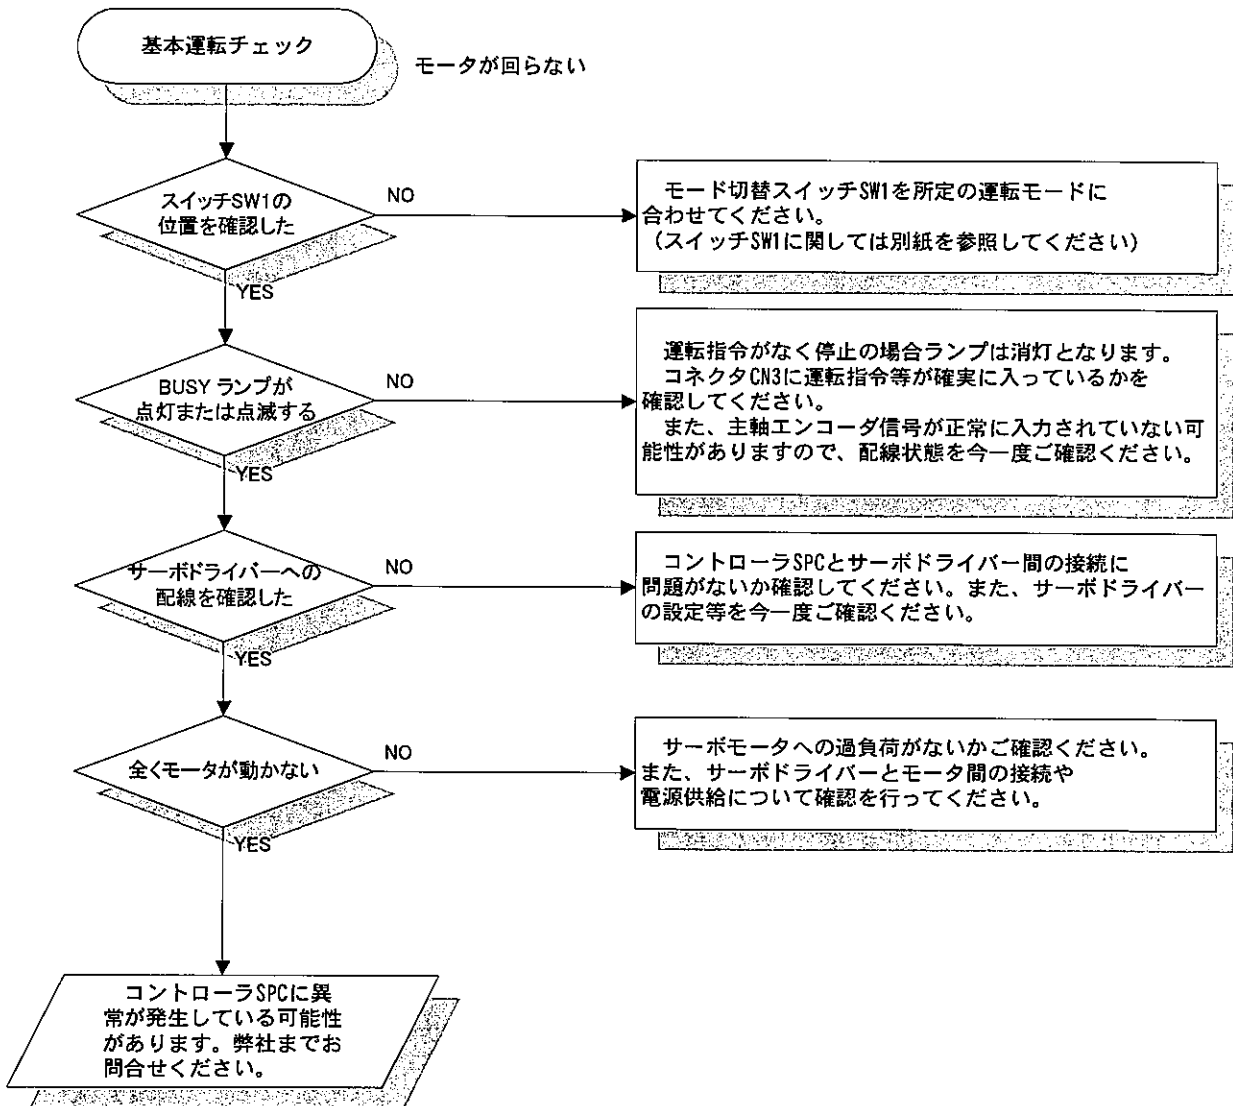 基本運転チェック
モータが回らない
スイッチSW1の
位置を確認した
NO
YES
モード切替スイッチSW1を所定の運転モードに
合わせてください。
(スイッチSW1に関しては別紙を参照してください)
BUSY ランプが
点灯または点滅する
NO
YES
運転指令がなく停止の場合ランプは消灯となります。
コネクタCN3に運転指令等が確実に入っているかを
確認してください。
また、主軸エンコーダ信号が正常に入力されていない可
能性がありますので、配線状態を今一度ご確認ください。
サーボドライバーへの
配線を確認した
NO
YES
コントローラSPCとサーボドライバー間の接続に
問題がないか確認してください。また、サーボドライバー
の設定等を今一度ご確認ください。
全くモータが動かない
NO
YES
サーボモータへの過負荷がないかご確認ください。
また、サーボドライバーとモータ間の接続や
電源供給について確認を行ってください。
コントローラSPCに異
常が発生している可能性
があります。弊社までお
問合せください。